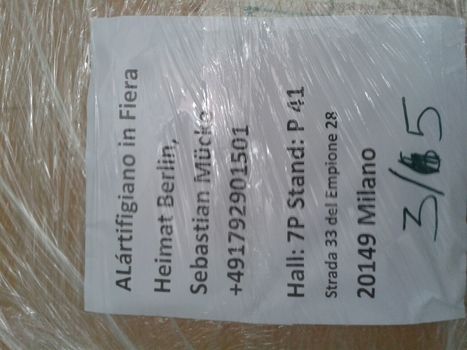 ALártifigiano in Fiera
Heimat Berlin,
Sebastian Mücke
+4917792901501
Hall: 7P Stand: P 41
Strada 33 del Empione 28
20149 Milano
3/5